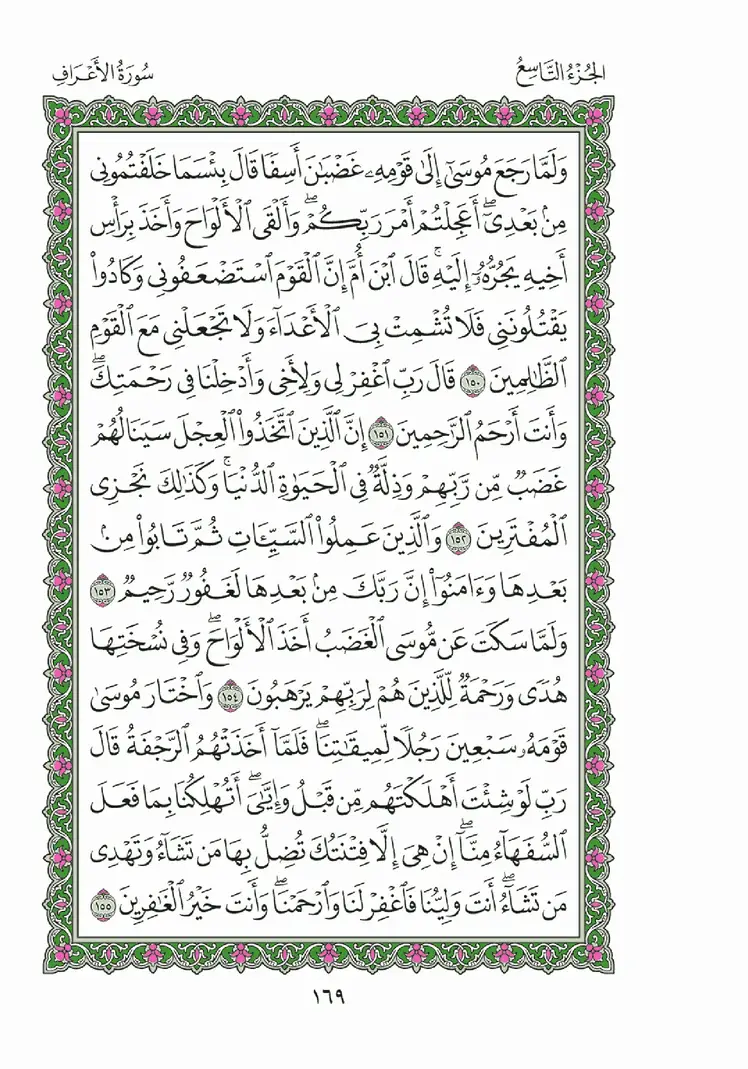 الجُزْءُ التَّاسِعُ
سُورَةُ الأَعْرَافِ
وَلَمَّا رَجَعَ مُوسَىٰٓ إِلَىٰ قَوْمِهِۦ غَضْبَٰنَ أَسِفًا قَالَ بِئْسَمَا خَلَفْتُمُونِي
مِنۢ بَعْدِيٓۖ أَعَجِلْتُمْ أَمْرَ رَبِّكُمْۖ وَأَلْقَى ٱلْأَلْوَاحَ وَأَخَذَ بِرَأْسِ
أَخِيهِ يَجُرُّهُۥٓ إِلَيْهِۚ قَالَ ٱبْنَ أُمَّ إِنَّ ٱلْقَوْمَ ٱسْتَضْعَفُونِي وَكَادُوا۟
يَقْتُلُونَنِي فَلَا تُشْمِتْ بِيَ ٱلْأَعْدَآءَ وَلَا تَجْعَلْنِي مَعَ ٱلْقَوْمِ
ٱلظَّٰلِمِينَ ١٥٠ قَالَ رَبِّ ٱغْفِرْ لِي وَلِأَخِي وَأَدْخِلْنَا فِي رَحْمَتِكَۖ
وَأَنتَ أَرْحَمُ ٱلرَّٰحِمِينَ ١٥١ إِنَّ ٱلَّذِينَ ٱتَّخَذُوا۟ ٱلْعِجْلَ سَيَنَالُهُمْ
غَضَبٌ مِّن رَّبِّهِمْ وَذِلَّةٌ فِي ٱلْحَيَوٰةِ ٱلدُّنْيَاۚ وَكَذَٰلِكَ نَجْزِي
ٱلْمُفْتَرِينَ ١٥٢ وَٱلَّذِينَ عَمِلُوا۟ ٱلسَّيِّـَٔاتِ ثُمَّ تَابُوا۟ مِنۢ
بَعْدِهَا وَءَامَنُوٓا۟ إِنَّ رَبَّكَ مِنۢ بَعْدِهَا لَغَفُورٌ رَّحِيمٌ ١٥٣
وَلَمَّا سَكَتَ عَن مُّوسَى ٱلْغَضَبُ أَخَذَ ٱلْأَلْوَاحَۖ وَفِي نُسْخَتِهَا
هُدًى وَرَحْمَةٌ لِّلَّذِينَ هُمْ لِرَبِّهِمْ يَرْهَبُونَ ١٥٤ وَٱخْتَارَ مُوسَىٰ
قَوْمَهُۥ سَبْعِينَ رَجُلًا لِّمِيقَٰتِنَاۖ فَلَمَّآ أَخَذَتْهُمُ ٱلرَّجْفَةُ قَالَ
رَبِّ لَوْ شِئْتَ أَهْلَكْتَهُم مِّن قَبْلُ وَإِيَّٰيَۖ أَتُهْلِكُنَا بِمَا فَعَلَ
ٱلسُّفَهَآءُ مِنَّآۖ إِنْ هِيَ إِلَّا فِتْنَتُكَ تُضِلُّ بِهَا مَن تَشَآءُ وَتَهْدِي
مَن تَشَآءُۖ أَنتَ وَلِيُّنَا فَٱغْفِرْ لَنَا وَٱرْحَمْنَاۖ وَأَنتَ خَيْرُ ٱلْغَٰفِرِينَ ١٥٥
١٦٩